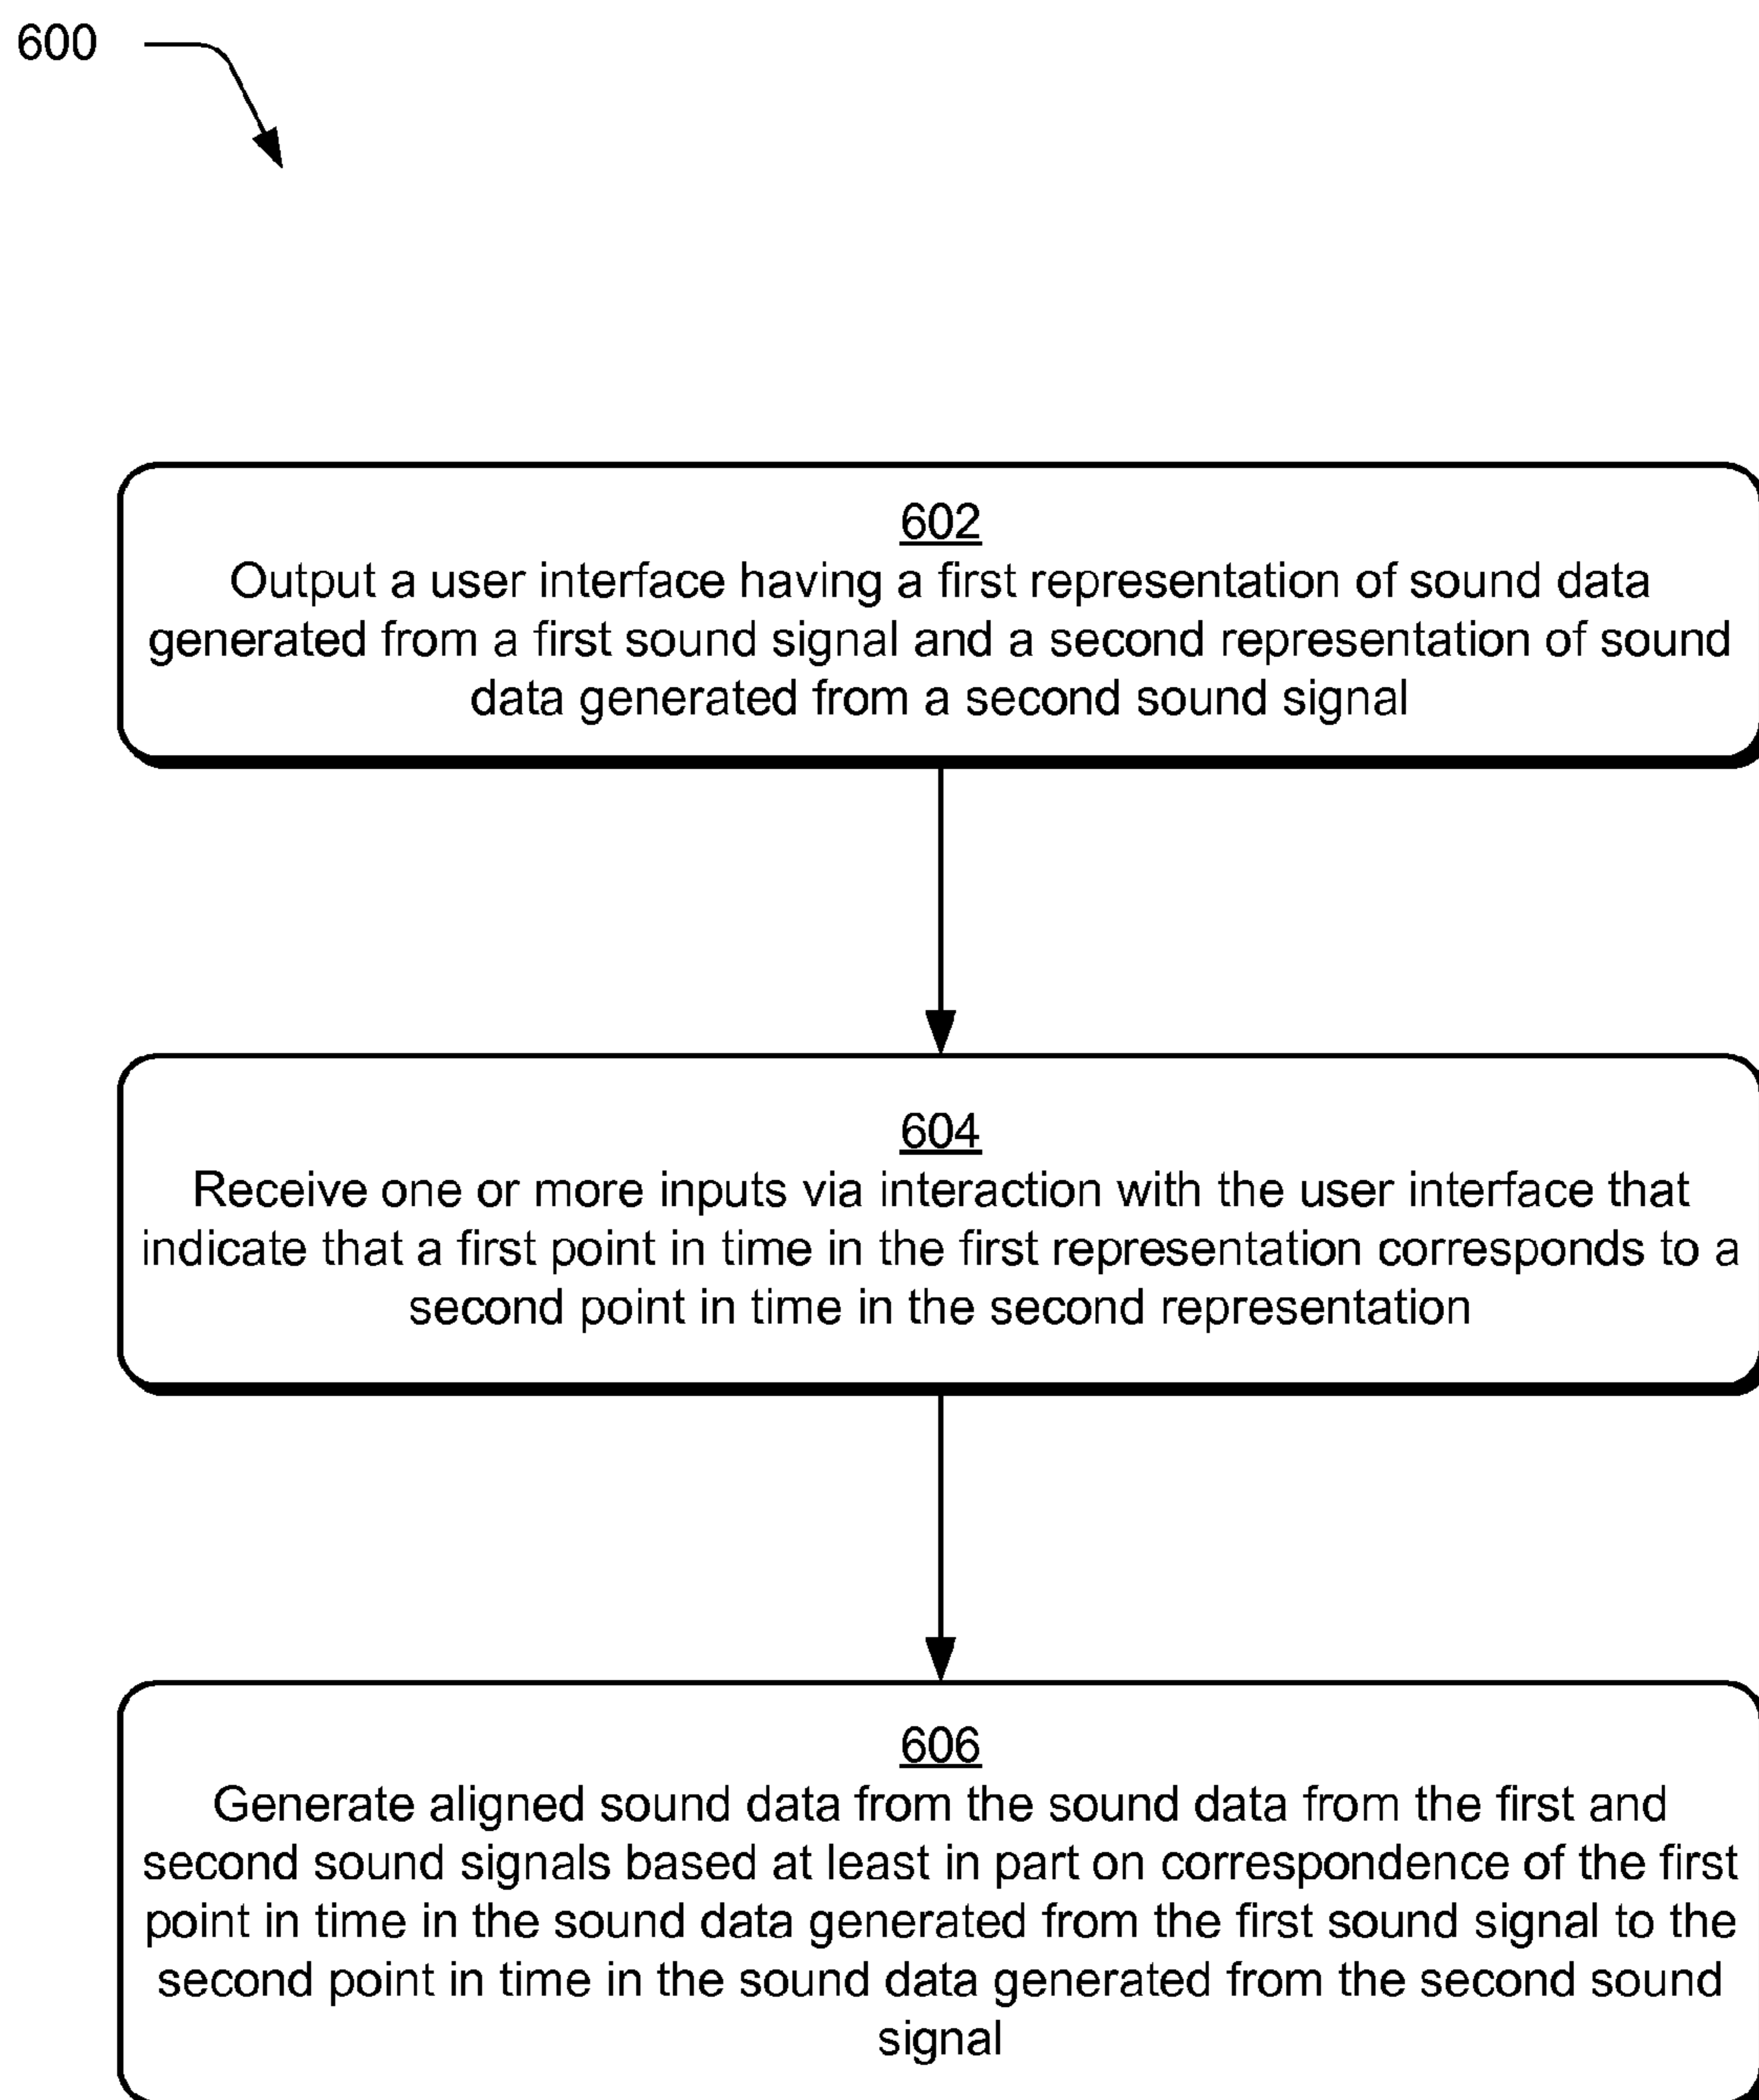 600
602
Output a user interface having a first representation of sound data
generated from a first sound signal and a second representation of sound
data generated from a second sound signal
604
Receive one or more inputs via interaction with the user interface that
indicate that a first point in time in the first representation corresponds to a
second point in time in the second representation
606
Generate aligned sound data from the sound data from the first and
second sound signals based at least in part on correspondence of the first
point in time in the sound data generated from the first sound signal to the
second point in time in the sound data generated from the second sound
signal